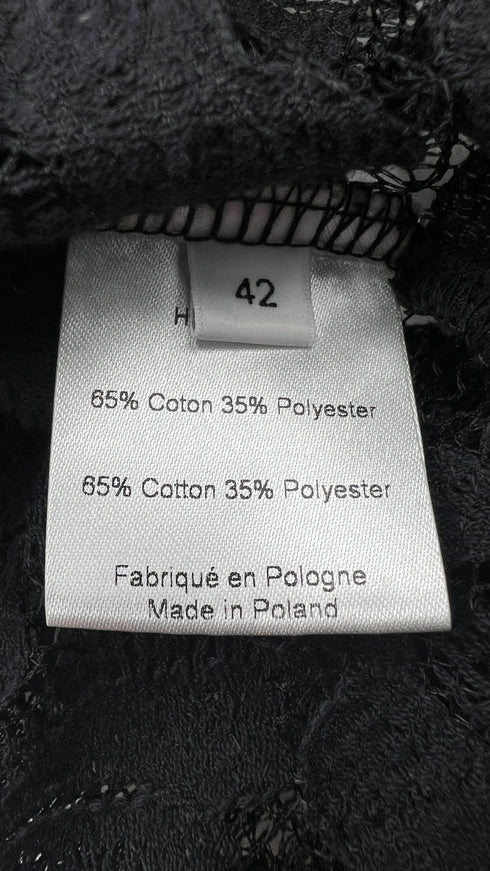 42
H
65% Coton 35% Polyester
65% Cotton 35% Polyester
Fabriqué en Pologne
Made in Poland